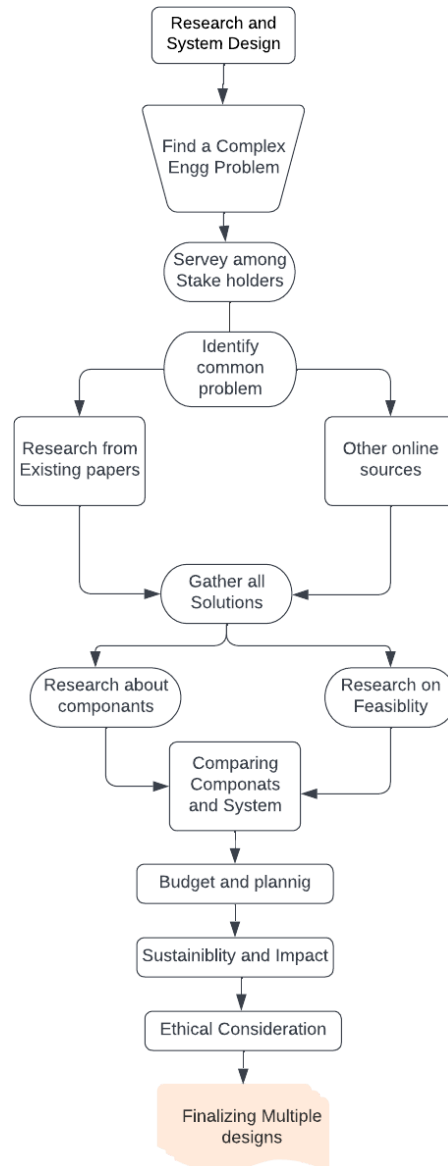 Research and
System Design
Find a Complex
Engg Problem
Servey among
Stake holders
Identify
common
problem
Research from
Existing papers
Other online
sources
Gather all
Solutions
Research about
componants
Research on
Feasiblity
Comparing
Componats
and System
Budget and plannig
Sustainiblity and Impact
Ethical Consideration
Finalizing Multiple
designs